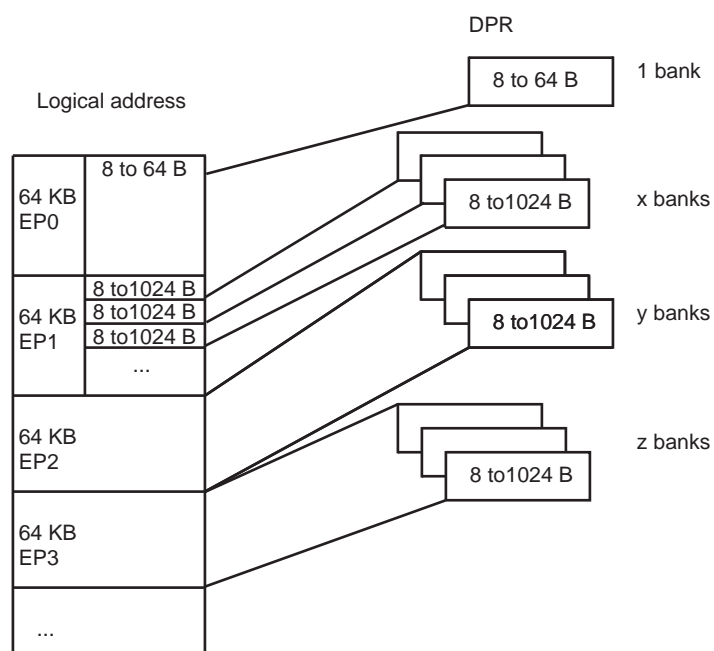 DPR
8 to 64 B
1 bank
Logical address
8 to 64 B
64 KB
EP0
8 to1024 B
x banks
8 to1024 B
8 to1024 B
8 to1024 B
64 KB
EP1
...
8 to1024 B
y banks
64 KB
EP2
8 to1024 B
z banks
64 KB
EP3
...